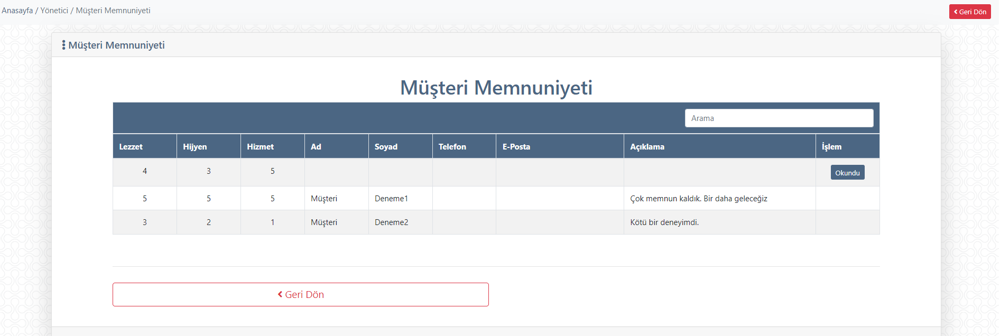 Anasayfa / Yönetici / Müşteri Memnuniyeti
Geri Dön
Müşteri Memnuniyeti
Müşteri Memnuniyeti
Arama
Lezzet Hijyen Hizmet Ad Soyad Telefon E-Posta Açıklama İşlem
4 3 5 Okundu
5 5 5 Müşteri Deneme1 Çok memnun kaldık. Bir daha geleceğiz
3 2 1 Müşteri Deneme2 Kötü bir deneyimdi.
Geri Dön